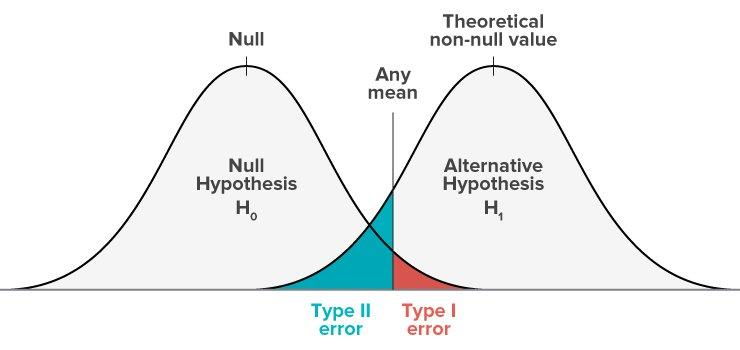 Null
Theoretical
non-null value
Any
mean
Null
Hypothesis
H₀
Alternative
Hypothesis
H₁
Type II
error
Type I
error